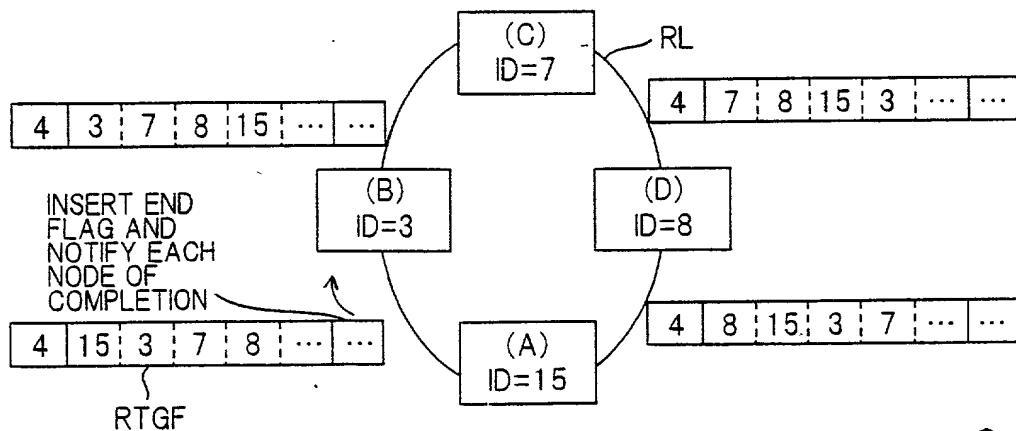 (C)
ID=7
RL
4 3 7 8 15 ... ...
4 7 8 15 3 ... ...
(B)
ID=3
(D)
ID=8
INSERT END
FLAG AND
NOTIFY EACH
NODE OF
COMPLETION
4 15 3 7 8 ... ...
4 8 15 3 7 ... ...
(A)
ID=15
RTGF